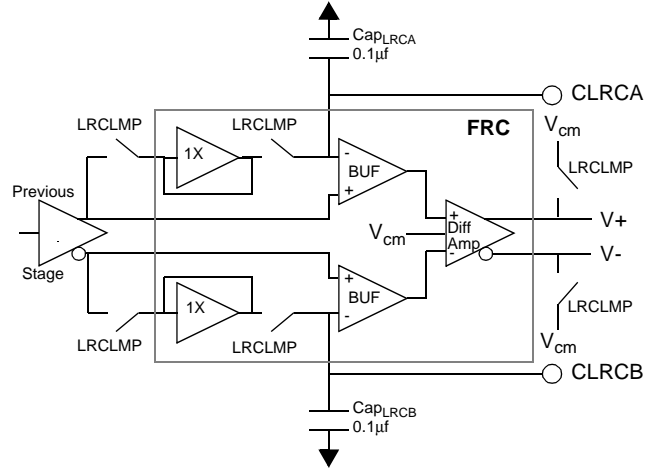 CapLRCA
0.1µf
CLRCA
LRCLMP
LRCLMP
FRC
Vcm
1X
-
BUF
+
LRCLMP
Previous
Stage
.
Vcm
+
Diff
Amp
-
V+
V-
+
BUF
-
1X
LRCLMP
LRCLMP
LRCLMP
Vcm
CLRCB
CapLRCB
0.1µf